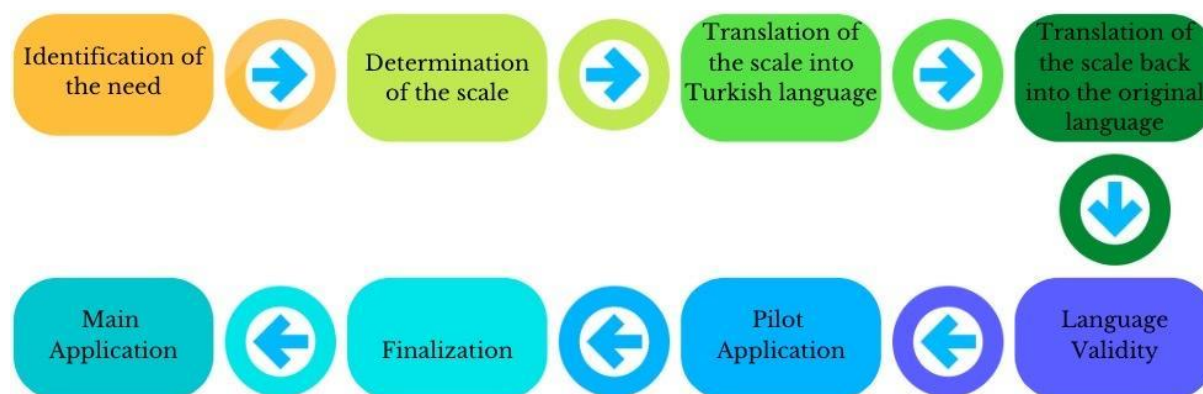 Identification of
the need
Determination
of the scale
Translation of
the scale into
Turkish language
Translation of
the scale back
into the original
language
Language
Validity
Pilot
Application
Finalization
Main
Application